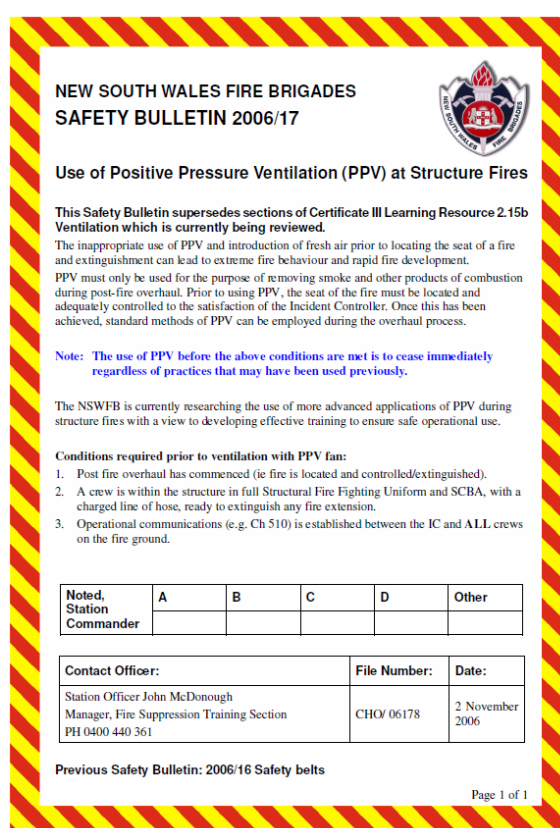 NEW SOUTH WALES FIRE BRIGADES
SAFETY BULLETIN 2006/17
NEW SOUTH WALES FIRE BRIGADES
Use of Positive Pressure Ventilation (PPV) at Structure Fires
This Safety Bulletin supersedes sections of Certificate III Learning Resource 2.15b
Ventilation which is currently being reviewed.
The inappropriate use of PPV and introduction of fresh air prior to locating the seat of a fire
and extinguishment can lead to extreme fire behaviour and rapid fire development.
PPV must only be used for the purpose of removing smoke and other products of combustion
during post-fire overhaul. Prior to using PPV, the seat of the fire must be located and
adequately controlled to the satisfaction of the Incident Controller. Once this has been
achieved, standard methods of PPV can be employed during the overhaul process.
Note: The use of PPV before the above conditions are met is to cease immediately
regardless of practices that may have been used previously.
The NSWFB is currently researching the use of more advanced applications of PPV during
structure fires with a view to developing effective training to ensure safe operational use.
Conditions required prior to ventilation with PPV fan:
1. Post fire overhaul has commenced (ie fire is located and controlled/extinguished).
2. A crew is within the structure in full Structural Fire Fighting Uniform and SCBA, with a
charged line of hose, ready to extinguish any fire extension.
3. Operational communications (e.g. Ch 510) is established between the IC and ALL crews
on the fire ground.
Noted, Station Commander A B C D Other
Contact Officer: File Number: Date:
Station Officer John McDonough
Manager, Fire Suppression Training Section
PH 0400 440 361
CHO/ 06178
2 November
2006
Previous Safety Bulletin: 2006/16 Safety belts
Page 1 of 1